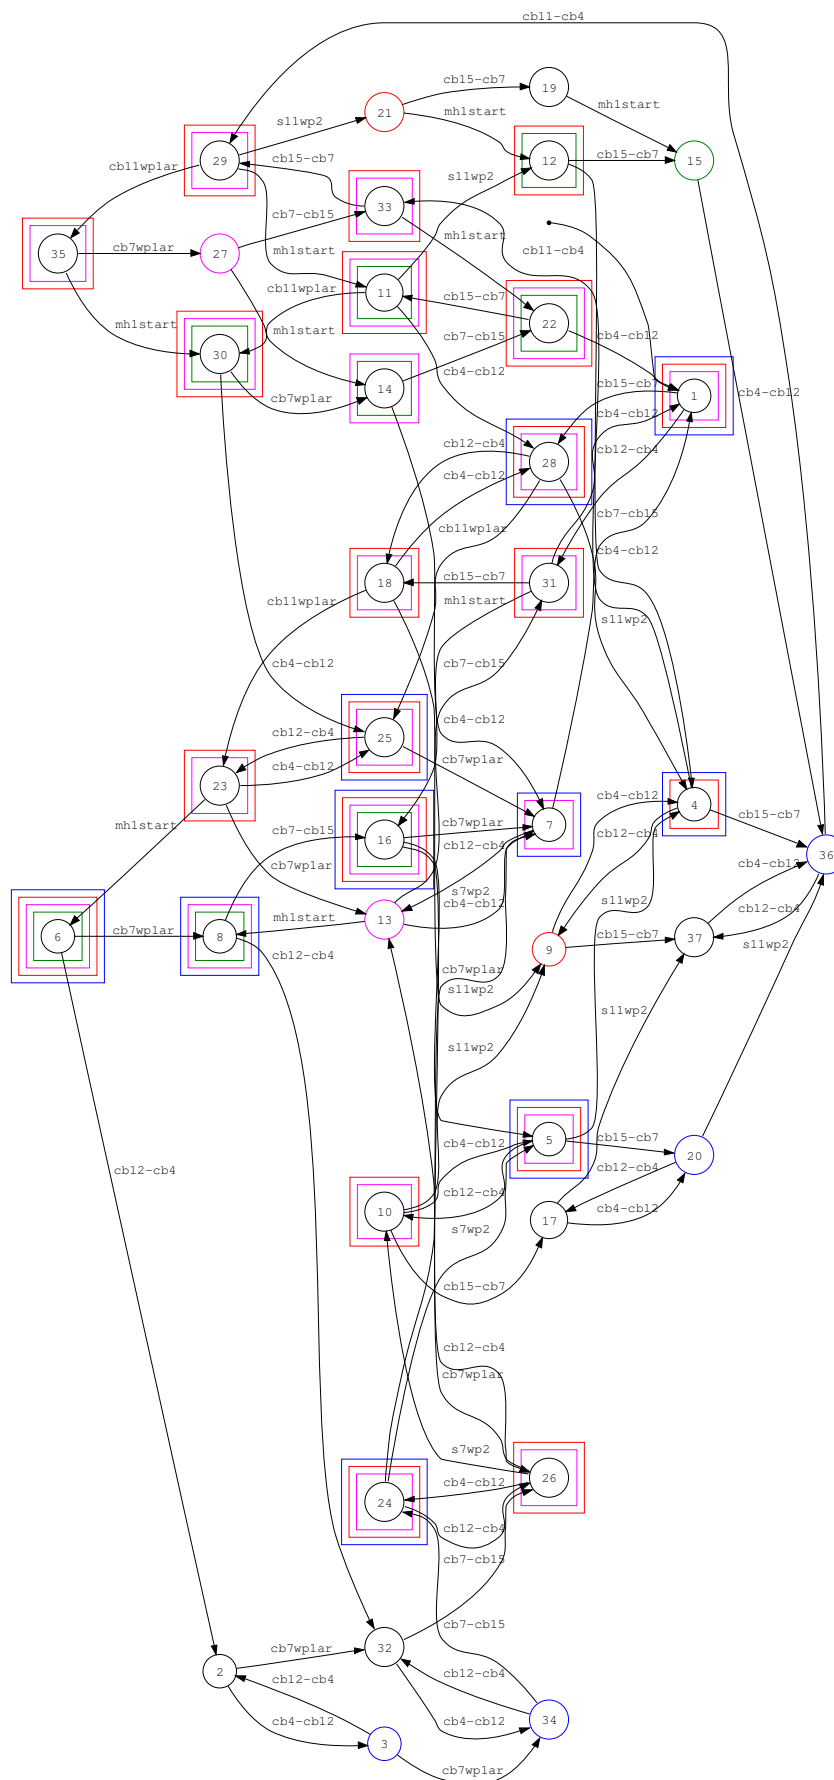 cb11-cb4
cb15-cb7
19
s11wp2
21
mh1start
mh1start
29
cb15-cb7
12
cb15-cb7
15
cb11wp1ar
s11wp2
33
cb7-cb15
mh1start
cb11-cb4
35
cb7wp1ar
27
mh1start
cb11wp1ar
11
cb15-cb7
22
mh1start
30
mh1start
cb7-cb15
cb4-cb12
cb4-cb12
14
cb15-cb7
1
cb4-cb12
cb7wp1ar
cb4-cb12
cb12-cb4
cb12-cb4
28
cb4-cb12
cb11wp1ar
cb7-cb15
cb4-cb12
18
cb15-cb7
31
cb11wp1ar
mh1start
s11wp2
cb4-cb12
cb7-cb15
cb12-cb4
25
cb4-cb12
23
cb4-cb12
cb7wp1ar
4
cb4-cb12
cb15-cb7
mh1start
cb7-cb15
16
cb7wp1ar
7
cb12-cb4
cb12-cb4
36
cb7wp1ar
s7wp2
cb4-cb12
s11wp2
6
cb7wp1ar
8
mh1start
13
cb4-cb12
37
cb12-cb4
cb12-cb4
9
cb15-cb7
cb7wp1ar
s11wp2
s11wp2
s11wp2
s11wp2
cb12-cb4
cb4-cb12
5
cb15-cb7
20
cb12-cb4
cb12-cb4
10
17
cb4-cb12
s7wp2
cb15-cb7
cb12-cb4
cb7wp1ar
s7wp2
26
24
cb4-cb12
cb12-cb4
cb7-cb15
cb7-cb15
32
cb7wp1ar
2
cb12-cb4
cb12-cb4
cb4-cb12
cb4-cb12
34
3
cb7wp1ar